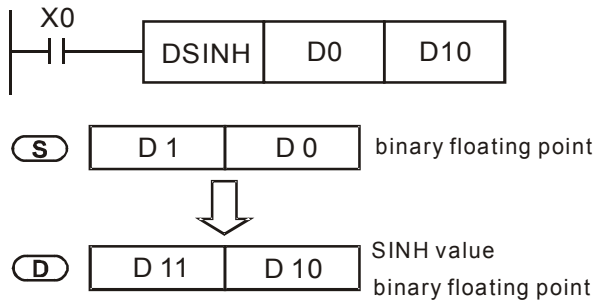 X0
DSINH D0 D10
S D 1 D 0 binary floating point
D D 11 D 10 SINH value
binary floating point